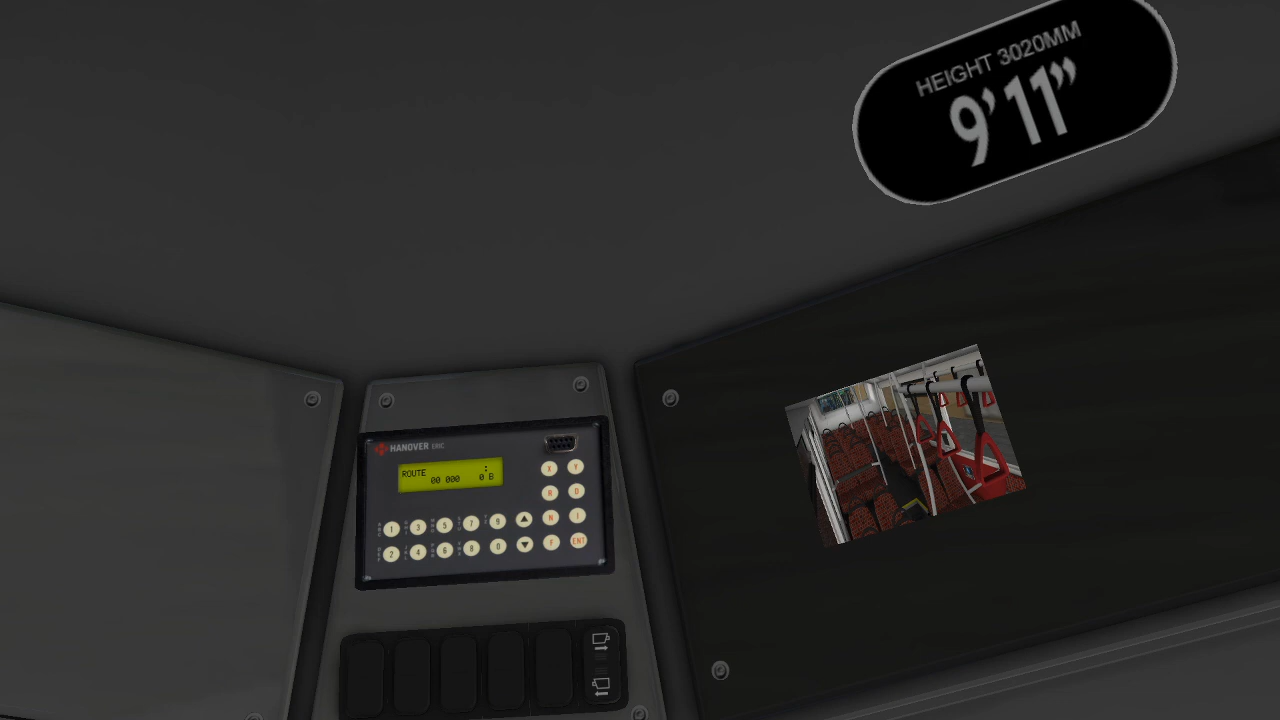 HEIGHT 3020MM
9'11”
HANOVER ERIC
ROUTE :
00 000 0 B
X Y
R D
1 3 5 7 9 ▲ N I
2 4 6 8 0 ▼ F ENT